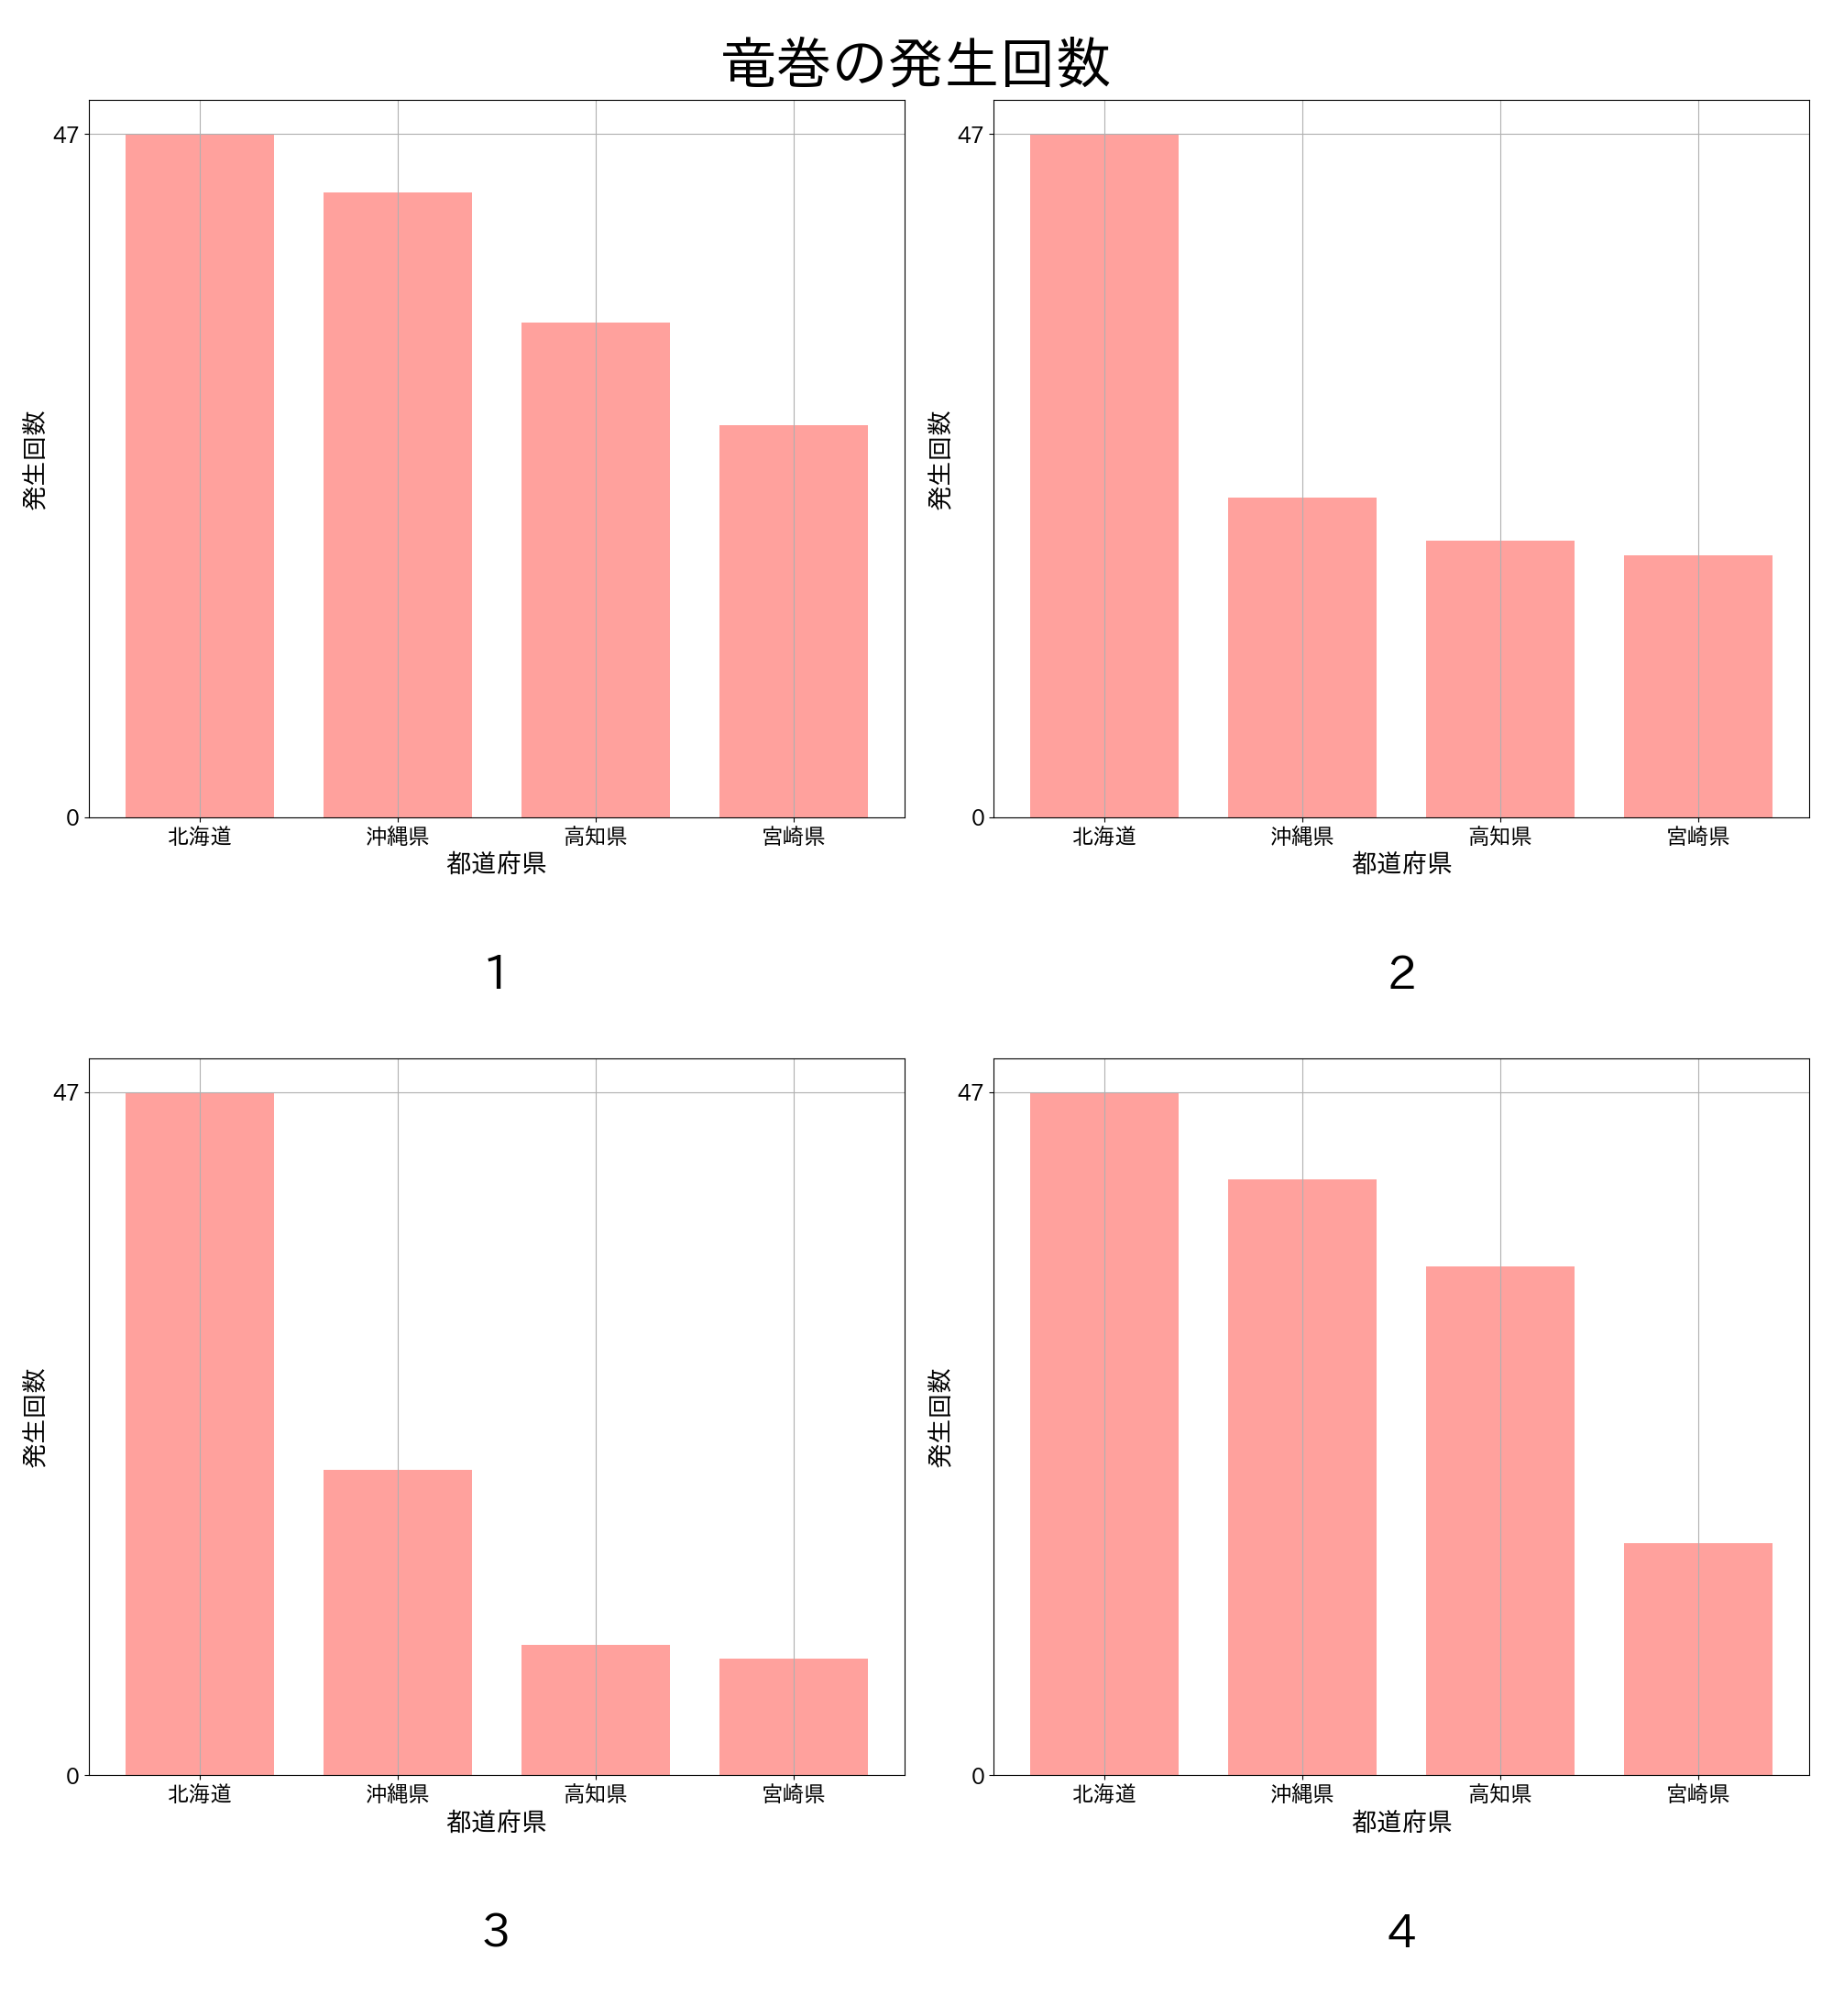 竜巻の発生回数
47
0
発生回数
北海道 沖縄県 高知県 宮崎県
都道府県
1
47
0
発生回数
北海道 沖縄県 高知県 宮崎県
都道府県
2
47
0
発生回数
北海道 沖縄県 高知県 宮崎県
都道府県
3
47
0
発生回数
北海道 沖縄県 高知県 宮崎県
都道府県
4